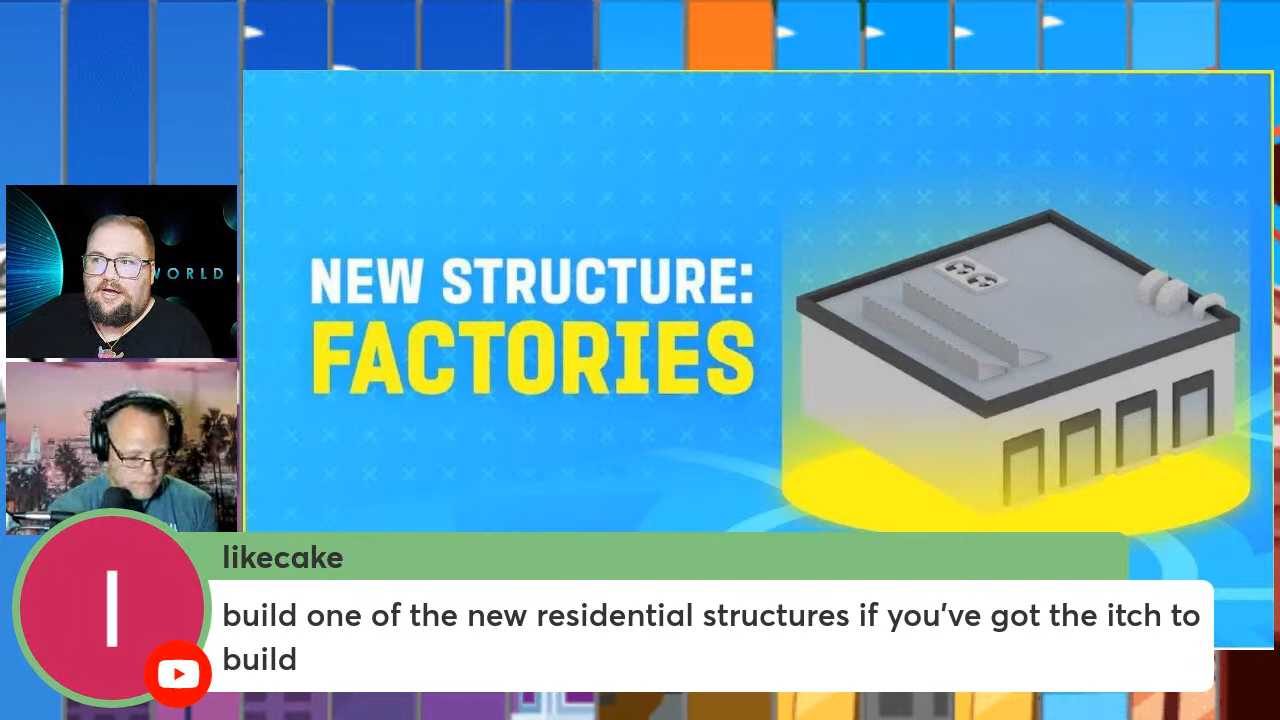 NEW STRUCTURE:
FACTORIES
WORLD
likecake
build one of the new residential structures if you've got the itch to
build